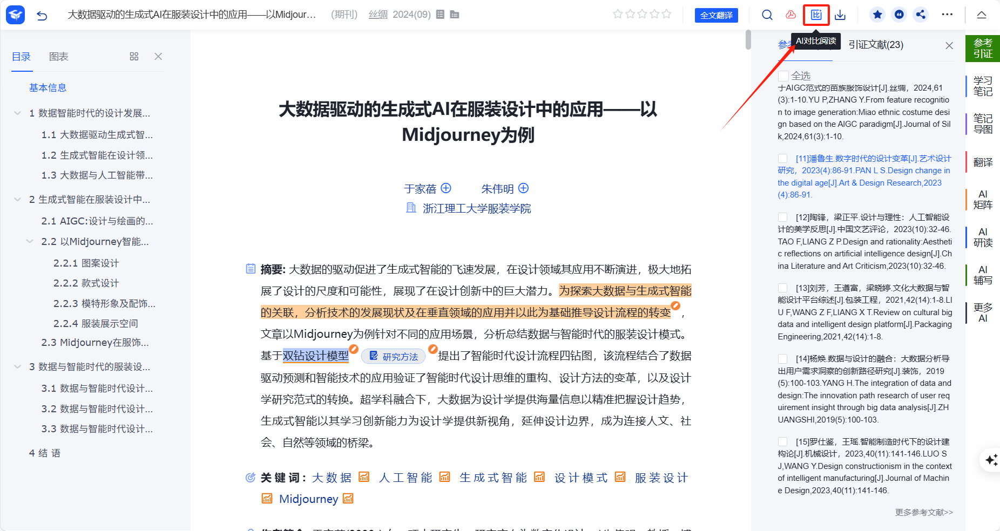 大数据驱动的生成式AI在服装设计中的应用——以Midjour…
(期刊)
丝绸
2024(09)
全文翻译
比
AI对比阅读
目录
图表
基本信息
1 数据智能时代的设计发展...
1.1 大数据驱动生成式智...
1.2 生成式智能在设计领...
1.3 大数据与人工智能带...
2 生成式智能在服装设计中...
2.1 AIGC:设计与绘画的...
2.2 以Midjourney智能...
2.2.1 图案设计
2.2.2 款式设计
2.2.3 模特形象及配饰...
2.2.4 服装展示空间
2.3 Midjourney在服饰...
3 数据与智能时代的服装设...
3.1 数据与智能时代设计...
3.2 数据与智能时代设计...
3.3 数据与智能时代设计...
4 结 语
大数据驱动的生成式AI在服装设计中的应用——以
Midjourney为例
于家蓓
朱伟明
浙江理工大学服装学院
摘要: 大数据的驱动促进了生成式智能的飞速发展，在设计领域其应用不断演进，极大地拓
展了设计的尺度和可能性，展现了在设计创新中的巨大潜力。为探索大数据与生成式智能
的关联，分析技术的发展现状及在垂直领域的应用并以此为基础推导设计流程的转变，
文章以Midjourney为例针对不同的应用场景，分析总结数据与智能时代的服装设计模式。
基于双钻设计模型 研究方法 提出了智能时代设计流程四钻图，该流程结合了数据
驱动预测和智能技术的应用验证了智能时代设计思维的重构、设计方法的变革，以及设计
学研究范式的转换。超学科融合下，大数据为设计学提供海量信息以精准把握设计趋势，
生成式智能以其学习创新能力为设计学提供新视角，延伸设计边界，成为连接人文、社
会、自然等领域的桥梁。
关键词: 大数据 人工智能 生成式智能 设计模式 服装设计
Midjourney
引证文献(23)
全选
于AIGC范式的苗族服饰设计[J].丝绸，2024,61
(3):1-10.YU P,ZHANG Y.From feature recognitio
n to image generation:Miao ethnic costume desi
gn based on the AIGC paradigm[J].Journal of Sil
k,2024,61(3):1-10.
[11]潘鲁生.数字时代的设计变革[J].艺术设计
研究，2023(4):86-91.PAN L S.Design change in
the digital age[J].Art & Design Research,2023
(4):86-91.
[12]陶锋，梁正平.设计与理性：人工智能设
计的美学反思[J].中国文艺评论，2023(10):32-46.
TAO F,LIANG Z P.Design and rationality:Aestheti
c reflections on artificial intelligence design[J].Ch
ina Literature and Art Criticism,2023(10):32-46.
[13]刘芳，王遵富，梁晓婷.文化大数据与智
能设计平台综述[J].包装工程，2021,42(14):1-8.LI
U F,WANG Z F,LIANG X T.Review on cultural big
data and intelligent design platform[J].Packaging
Engineering,2021,42(14):1-8.
[14]杨焕.数据与设计的融合：大数据分析导
出用户需求洞察的创新路径研究[J].装饰，2019
(5):100-103.YANG H.The integration of data and
design:The innovation path research of user req
uirement insight through big data analysis[J].ZH
UANGSHI,2019(5):100-103.
[15]罗仕鉴，王瑶.智能制造时代下的设计建
构论[J].机械设计，2023,40(11):141-146.LUO S
J,WANG Y.Design constructionism in the context
of intelligent manufacturing[J].Journal of Machin
e Design,2023,40(11):141-146.
更多参考文献>>
参考
引证
学习
笔记
笔记
导图
翻译
AI
矩阵
AI
研读
AI
辅写
更多
AI